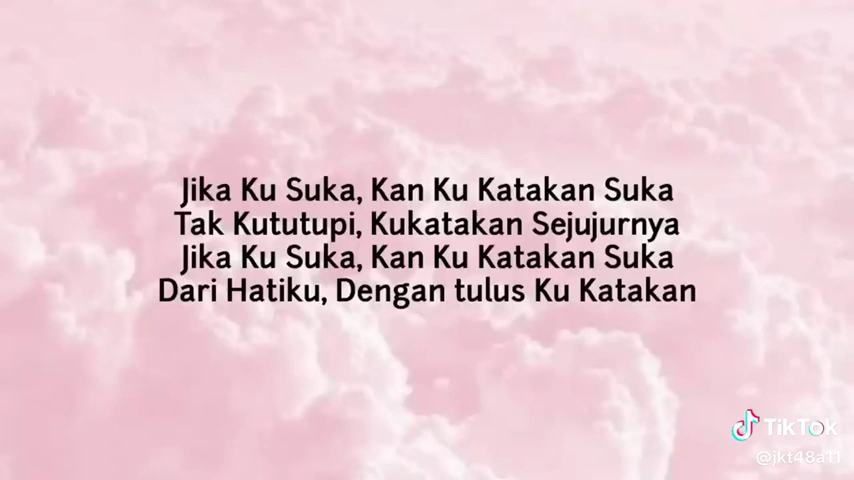 Jika Ku Suka, Kan Ku Katakan Suka
Tak Kututupi, Kukatakan Sejujurnya
Jika Ku Suka, Kan Ku Katakan Suka
Dari Hatiku, Dengan tulus Ku Katakan
TikTok
@jkt48a11